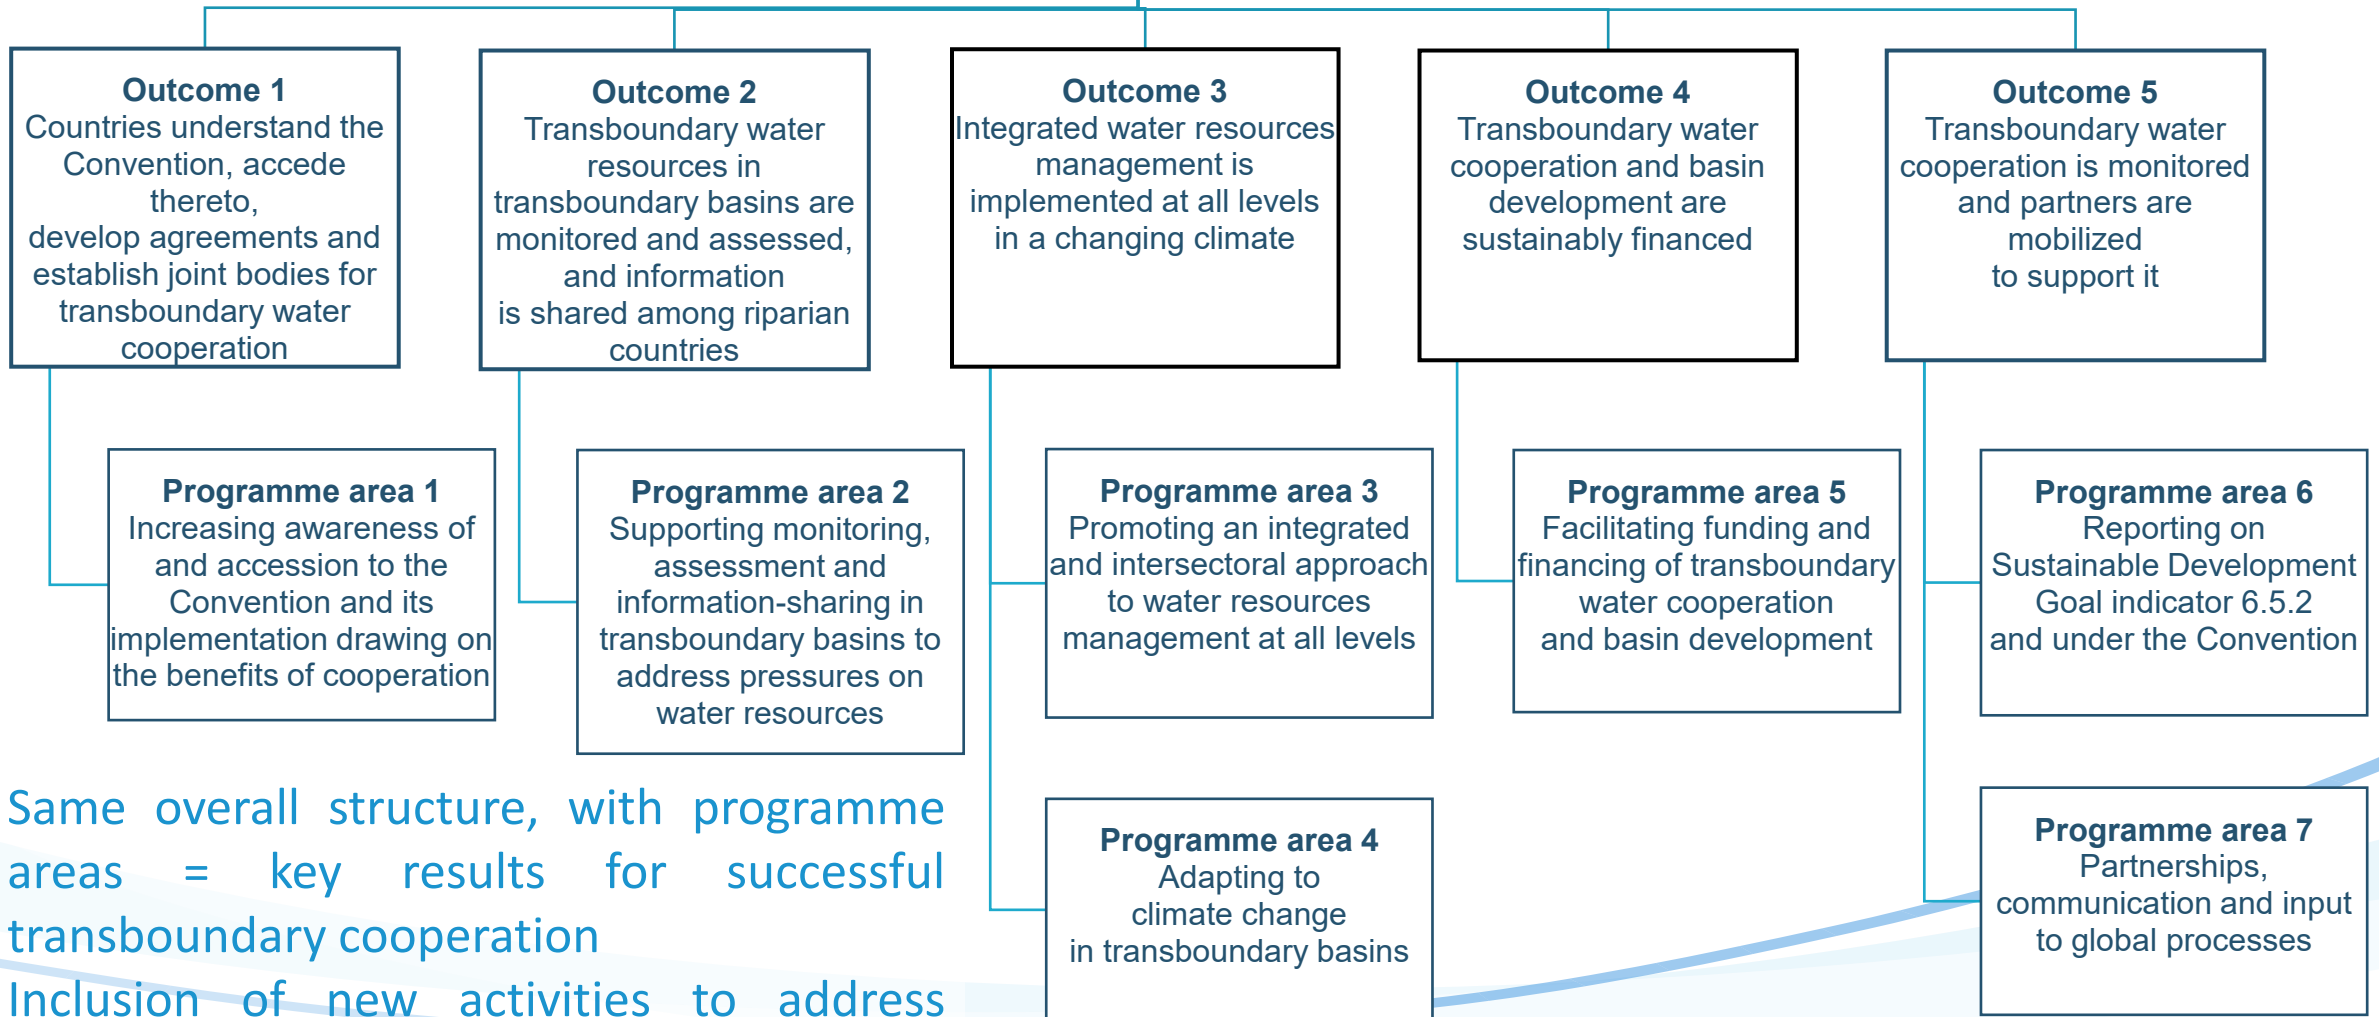 Outcome 1
Countries understand the
Convention, accede
thereto,
develop agreements and
establish joint bodies for
transboundary water
cooperation
Outcome 2
Transboundary water
resources in
transboundary basins are
monitored and assessed,
and information
is shared among riparian
countries
Outcome 3
Integrated water resources
management is
implemented at all levels
in a changing climate
Outcome 4
Transboundary water
cooperation and basin
development are
sustainably financed
Outcome 5
Transboundary water
cooperation is monitored
and partners are
mobilized
to support it
Programme area 1
Increasing awareness of
and accession to the
Convention and its
implementation drawing on
the benefits of cooperation
Programme area 2
Supporting monitoring,
assessment and
information-sharing in
transboundary basins to
address pressures on
water resources
Programme area 3
Promoting an integrated
and intersectoral approach
to water resources
management at all levels
Programme area 5
Facilitating funding and
financing of transboundary
water cooperation
and basin development
Programme area 6
Reporting on
Sustainable Development
Goal indicator 6.5.2
and under the Convention
Programme area 4
Adapting to
climate change
in transboundary basins
Programme area 7
Partnerships,
communication and input
to global processes
Same overall structure, with programme
areas = key results for successful
transboundary cooperation
Inclusion of new activities to address